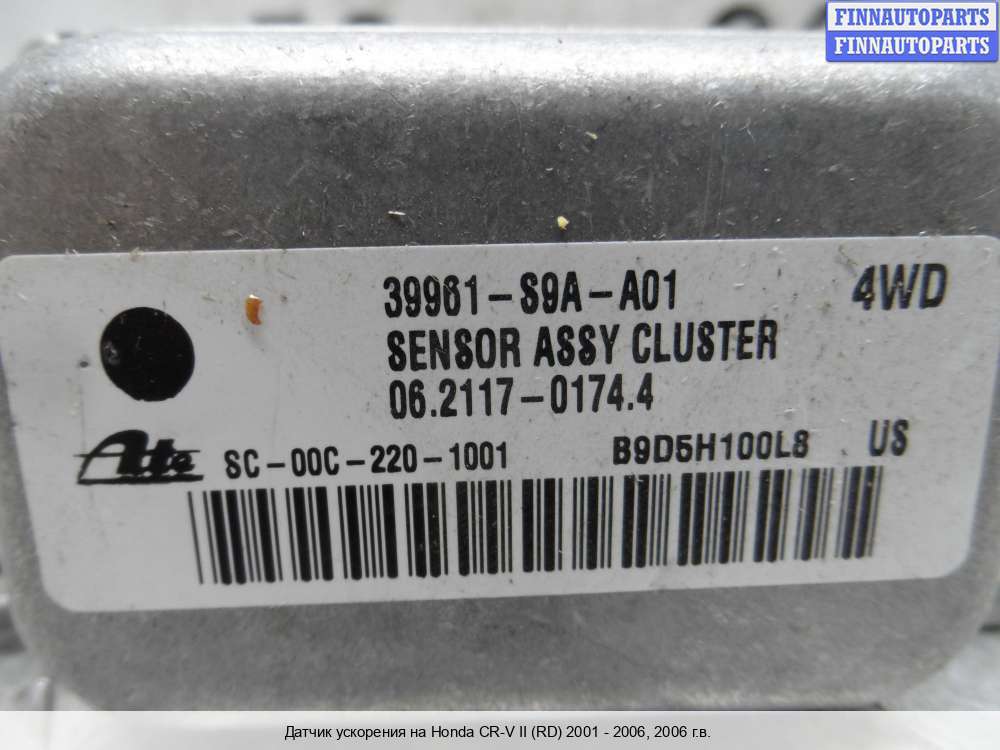 FINNAUTOPARTS
FINNAUTOPARTS
39961-S9A-A01 4WD
SENSOR ASSY CLUSTER
06.2117-0174.4
Ate SC-00C-220-1001 B9D5H100L8 US
Датчик ускорения на Honda CR-V II (RD) 2001 - 2006, 2006 г.в.